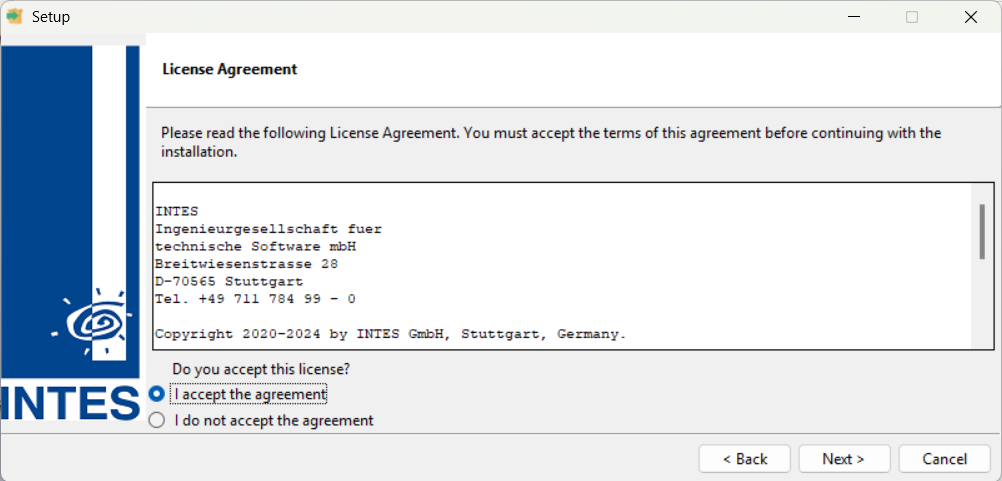 Setup
License Agreement
Please read the following License Agreement. You must accept the terms of this agreement before continuing with the
installation.
INTES
Ingenieurgesellschaft fuer
technische Software mbH
Breitwiesenstrasse 28
D-70565 Stuttgart
Tel. +49 711 784 99 - 0
Copyright 2020-2024 by INTES GmbH, Stuttgart, Germany.
Do you accept this license?
I accept the agreement
I do not accept the agreement
INTES
< Back
Next >
Cancel